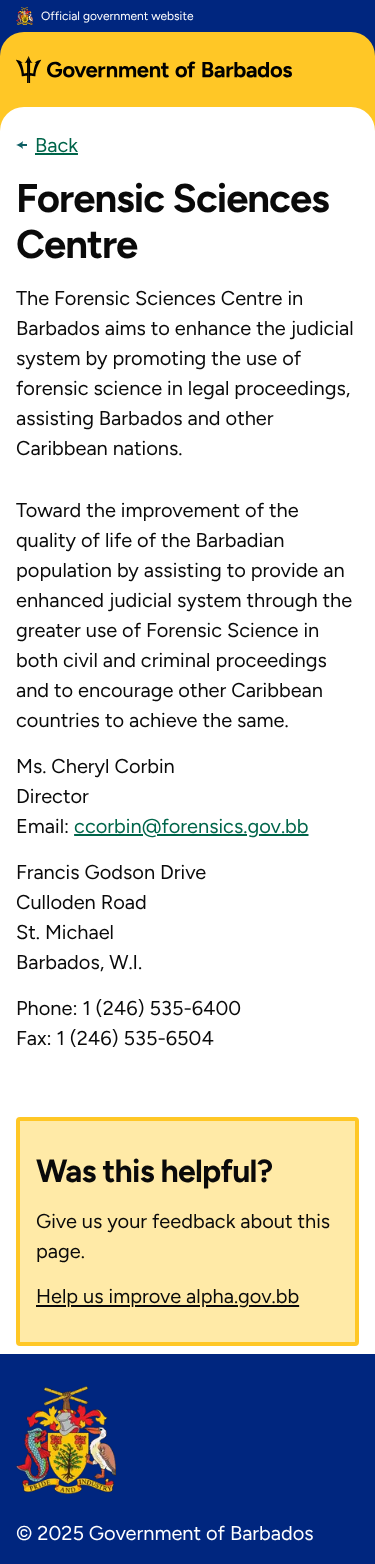 Official government website
Government of Barbados
Back
Forensic Sciences
Centre
The Forensic Sciences Centre in
Barbados aims to enhance the judicial
system by promoting the use of
forensic science in legal proceedings,
assisting Barbados and other
Caribbean nations.
Toward the improvement of the
quality of life of the Barbadian
population by assisting to provide an
enhanced judicial system through the
greater use of Forensic Science in
both civil and criminal proceedings
and to encourage other Caribbean
countries to achieve the same.
Ms. Cheryl Corbin
Director
Email: ccorbin@forensics.gov.bb
Francis Godson Drive
Culloden Road
St. Michael
Barbados, W.I.
Phone: 1 (246) 535-6400
Fax: 1 (246) 535-6504
Was this helpful?
Give us your feedback about this
page.
Help us improve alpha.gov.bb
PRIDE AND INDUSTRY
© 2025 Government of Barbados